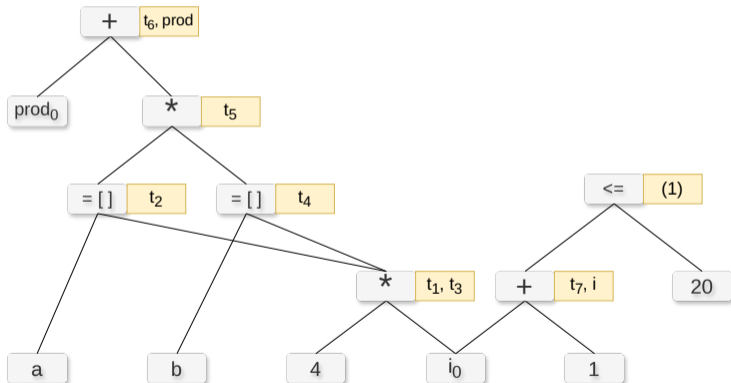 + t₆, prod
prod₀ * t₅
= [ ] t₂ = [ ] t₄ <= (1)
* t₁, t₃ + t₇, i 20
a b 4 i₀ 1